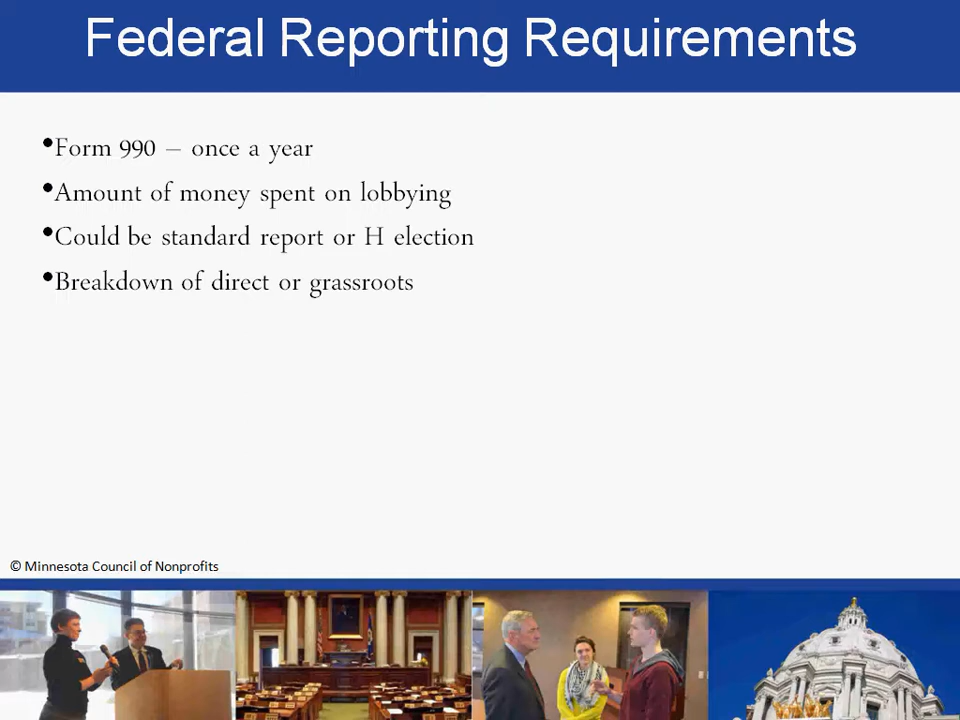 Federal Reporting Requirements
•Form 990 – once a year
•Amount of money spent on lobbying
•Could be standard report or H election
•Breakdown of direct or grassroots
© Minnesota Council of Nonprofits